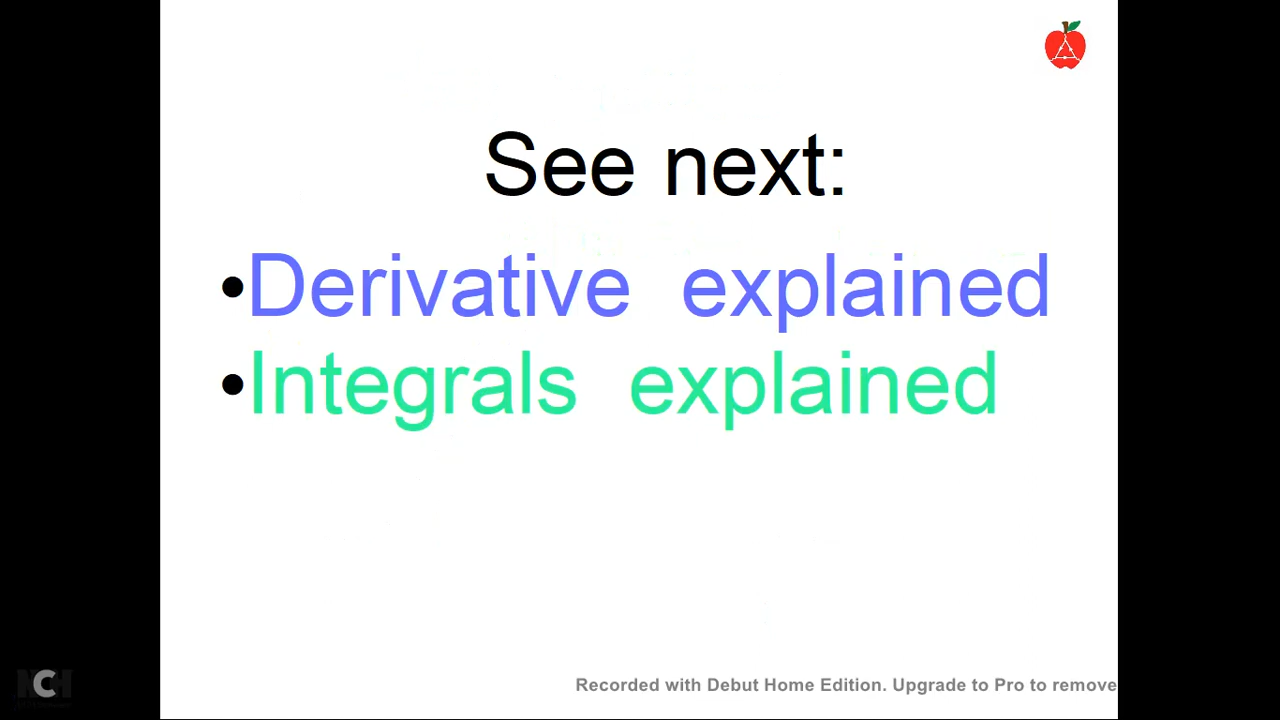 See next:
•Derivative explained
•Integrals explained
Recorded with Debut Home Edition. Upgrade to Pro to remove